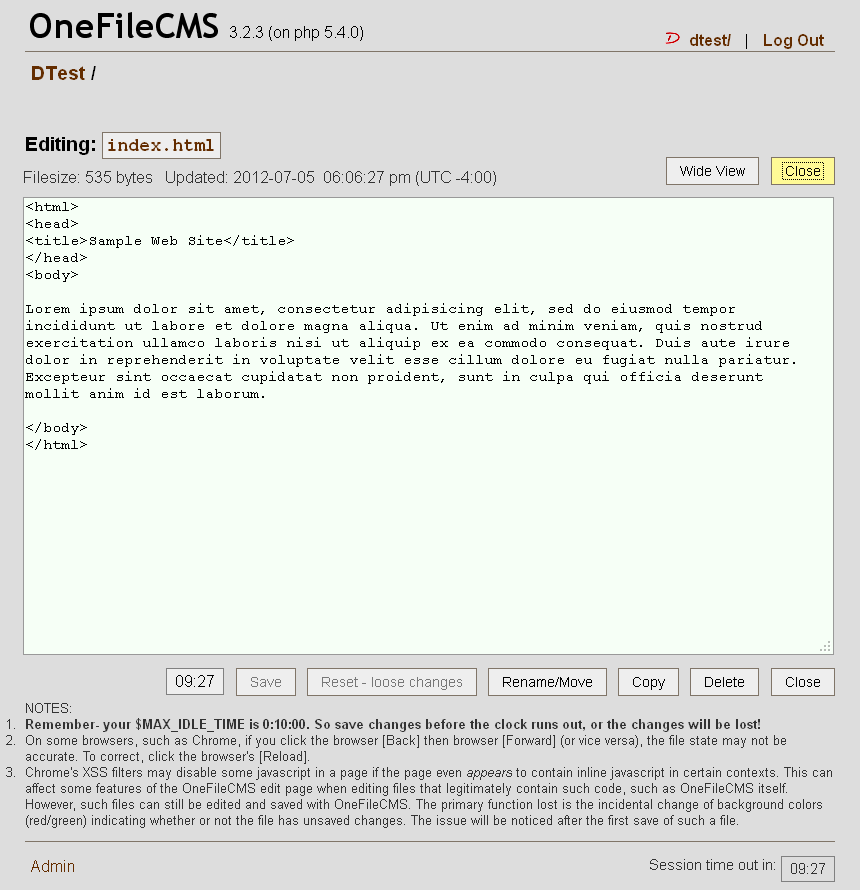 OneFileCMS 3.2.3 (on php 5.4.0)
D dtest/ | Log Out
DTest /
Editing: index.html
Filesize: 535 bytes Updated: 2012-07-05 06:06:27 pm (UTC -4:00)
Wide View Close
<html>
<head>
<title>Sample Web Site</title>
</head>
<body>
Lorem ipsum dolor sit amet, consectetur adipisicing elit, sed do eiusmod tempor
incididunt ut labore et dolore magna aliqua. Ut enim ad minim veniam, quis nostrud
exercitation ullamco laboris nisi ut aliquip ex ea commodo consequat. Duis aute irure
dolor in reprehenderit in voluptate velit esse cillum dolore eu fugiat nulla pariatur.
Excepteur sint occaecat cupidatat non proident, sunt in culpa qui officia deserunt
mollit anim id est laborum.
</body>
</html>
09:27 Save Reset - loose changes Rename/Move Copy Delete Close
NOTES:
1. Remember- your $MAX_IDLE_TIME is 0:10:00. So save changes before the clock runs out, or the changes will be lost!
2. On some browsers, such as Chrome, if you click the browser [Back] then browser [Forward] (or vice versa), the file state may not be
accurate. To correct, click the browser's [Reload].
3. Chrome's XSS filters may disable some javascript in a page if the page even appears to contain inline javascript in certain contexts. This can
affect some features of the OneFileCMS edit page when editing files that legitimately contain such code, such as OneFileCMS itself.
However, such files can still be edited and saved with OneFileCMS. The primary function lost is the incidental change of background colors
(red/green) indicating whether or not the file has unsaved changes. The issue will be noticed after the first save of such a file.
Admin
Session time out in: 09:27